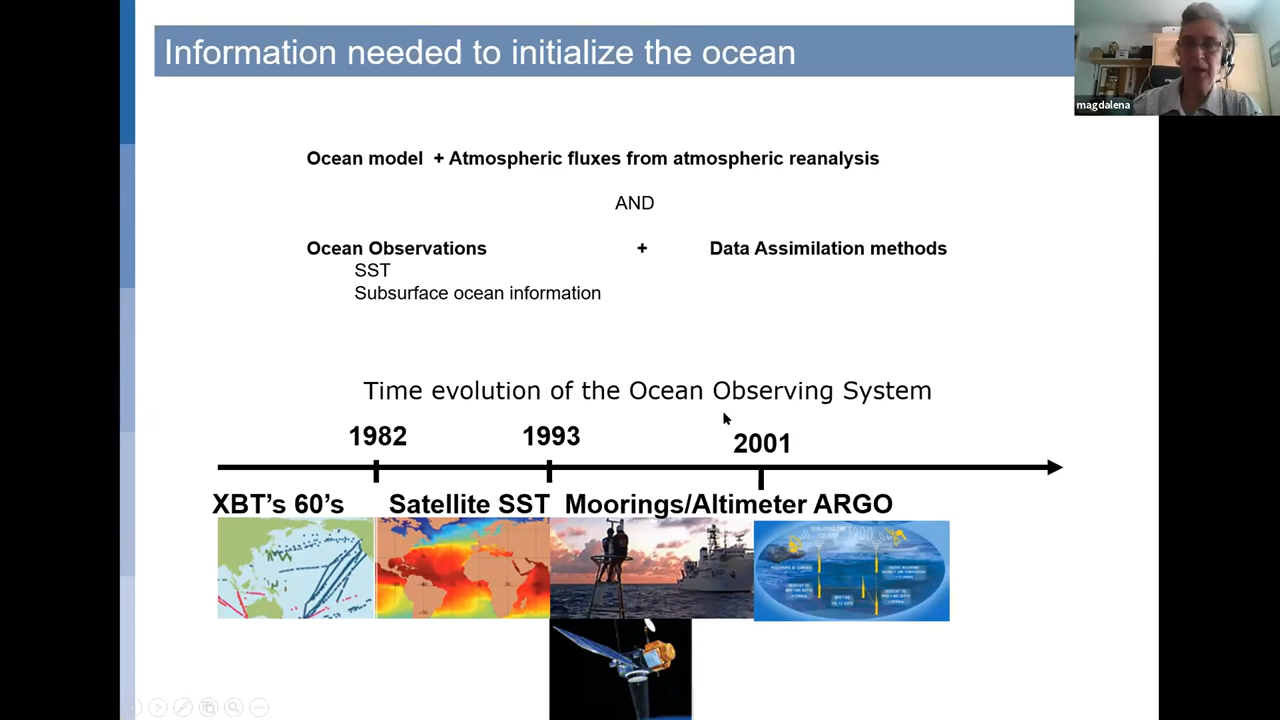 Information needed to initialize the ocean
magdalena
Ocean model + Atmospheric fluxes from atmospheric reanalysis
AND
Ocean Observations + Data Assimilation methods
SST
Subsurface ocean information
Time evolution of the Ocean Observing System
1982 1993 2001
XBT’s 60’s Satellite SST Moorings/Altimeter ARGO